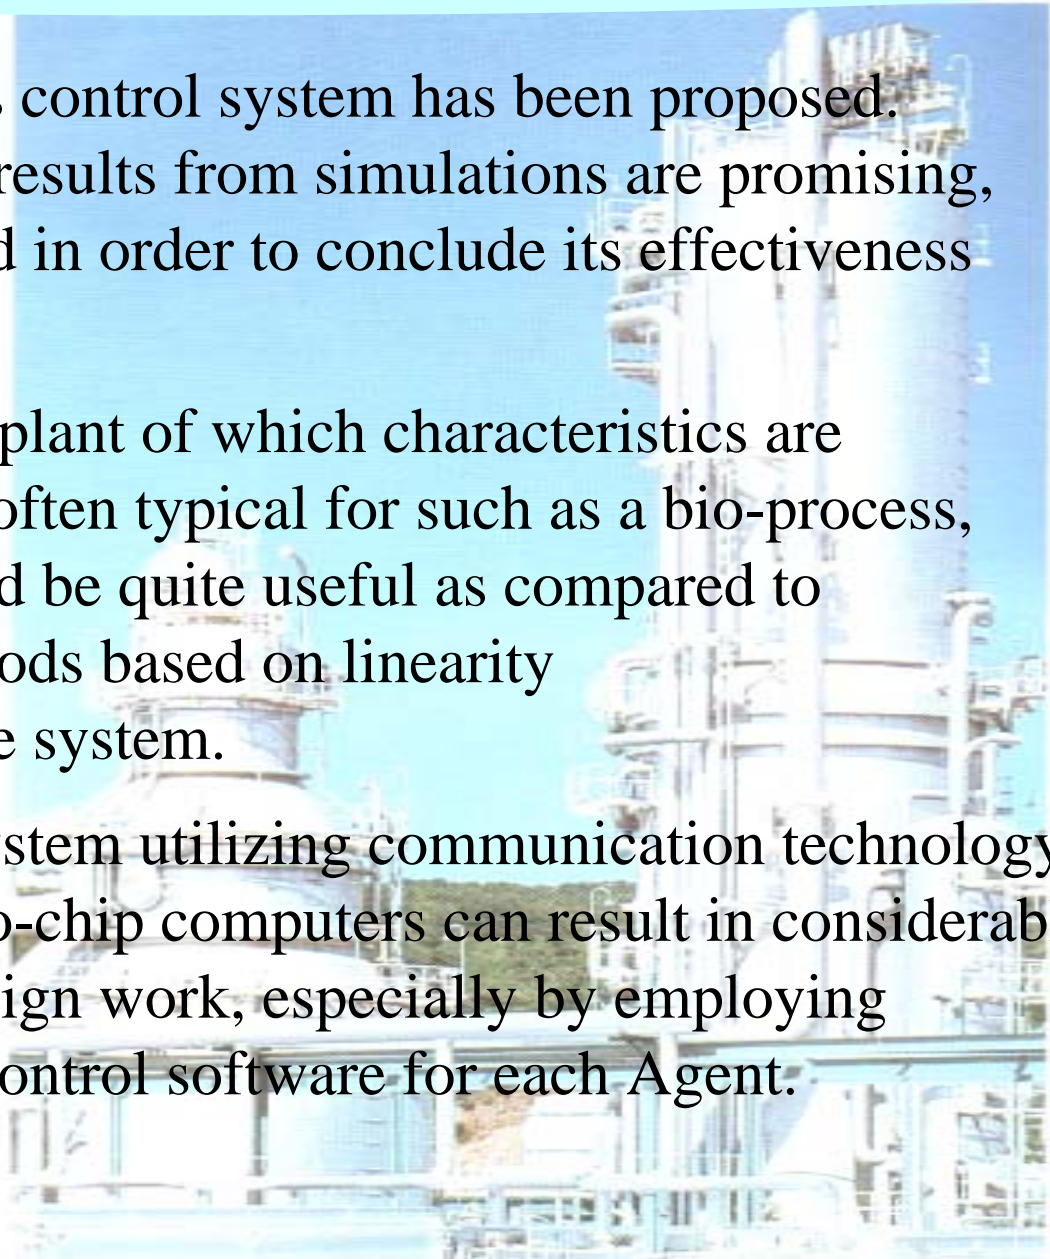 s control system has been proposed.
results from simulations are promising,
d in order to conclude its effectiveness
plant of which characteristics are
often typical for such as a bio-process,
d be quite useful as compared to
ods based on linearity
e system.
stem utilizing communication technology
o-chip computers can result in considerab
ign work, especially by employing
ontrol software for each Agent.